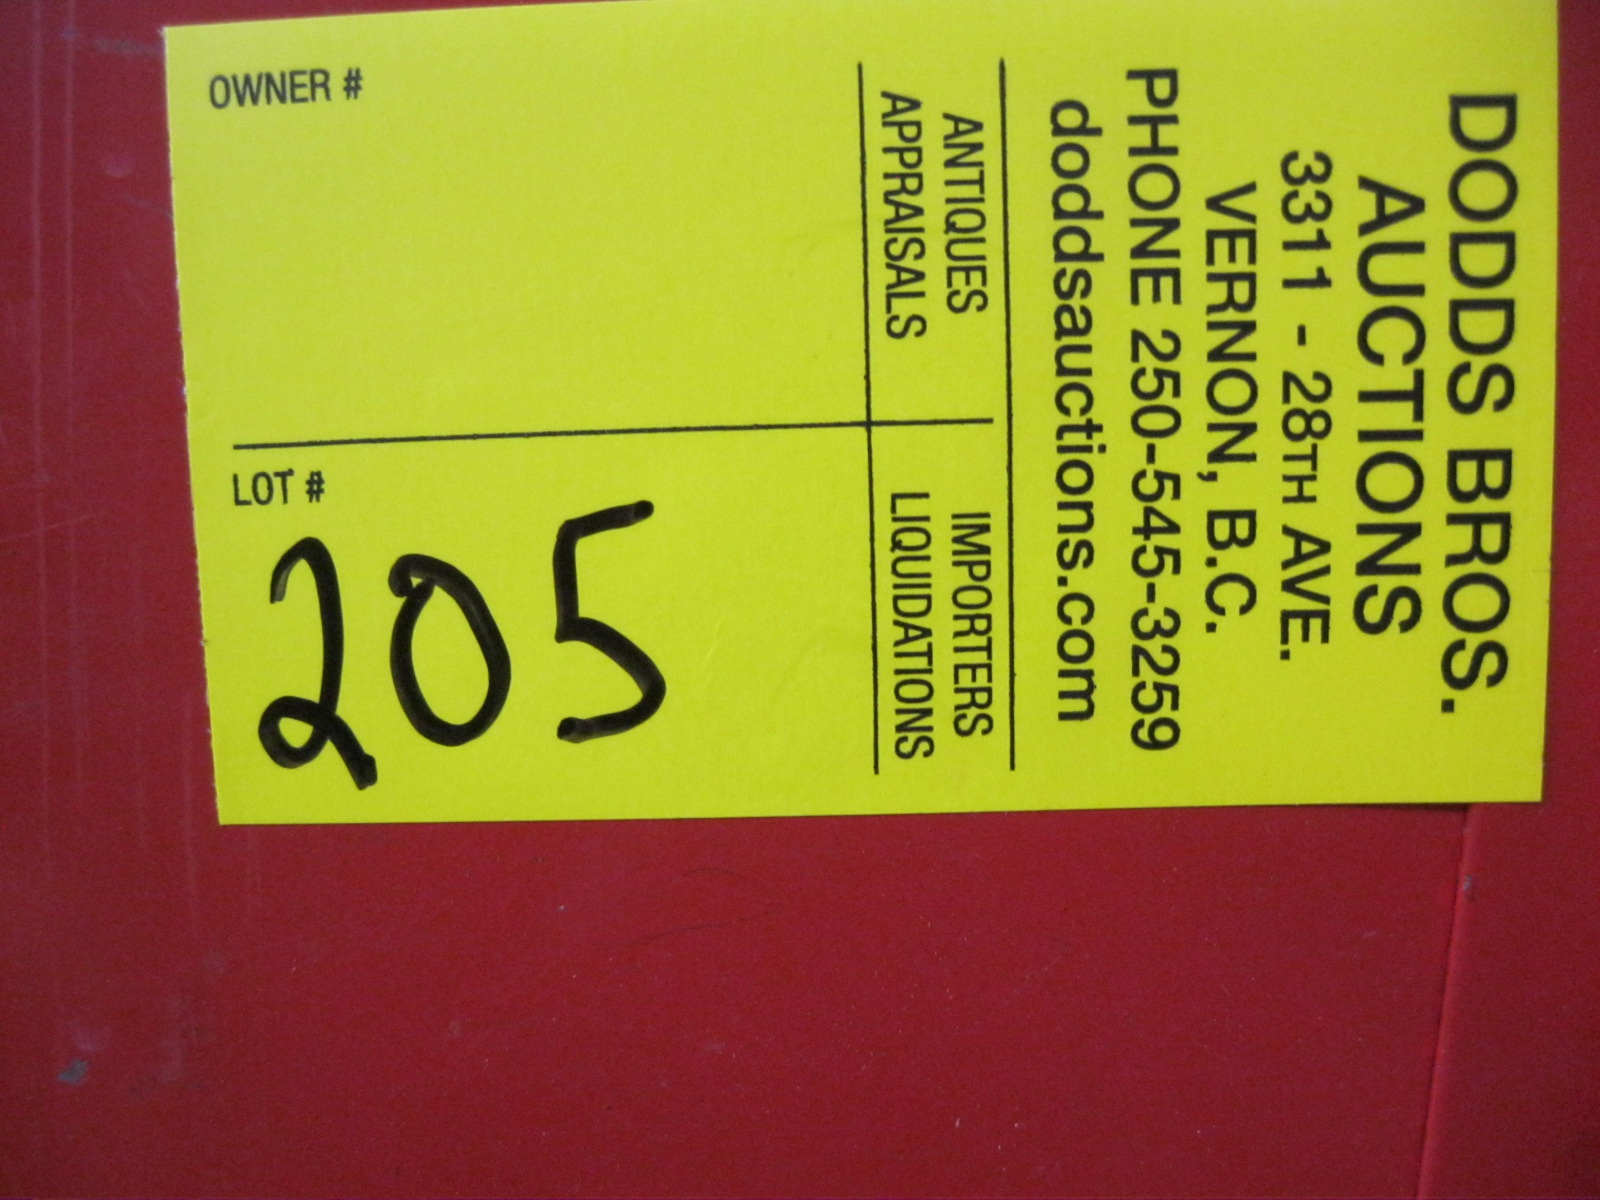 DODDS BROS.
AUCTIONS
3311 - 28TH AVE.
VERNON, B.C.
PHONE 250-545-3259
doddsauctions.com
ANTIQUES
APPRAISALS
IMPORTERS
LIQUIDATIONS
OWNER #
LOT #
205